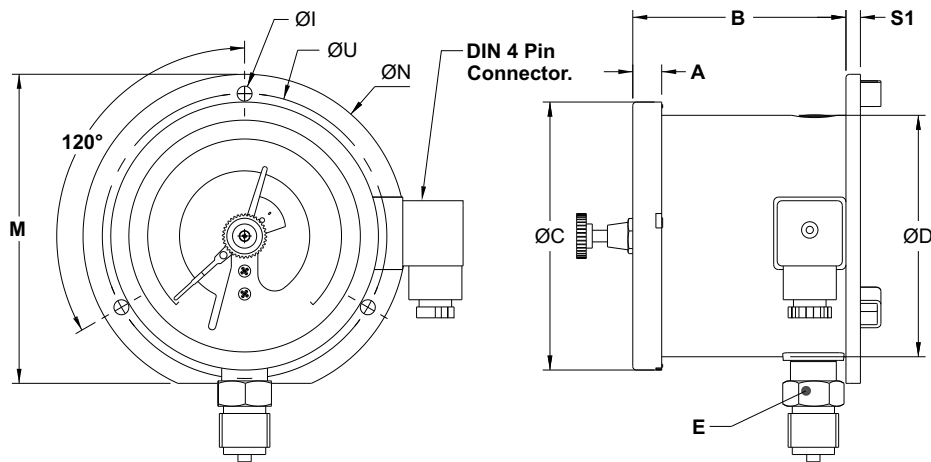 ØI
ØU
ØN
DIN 4 Pin
Connector.
120°
M
B
S1
A
ØC
ØD
E